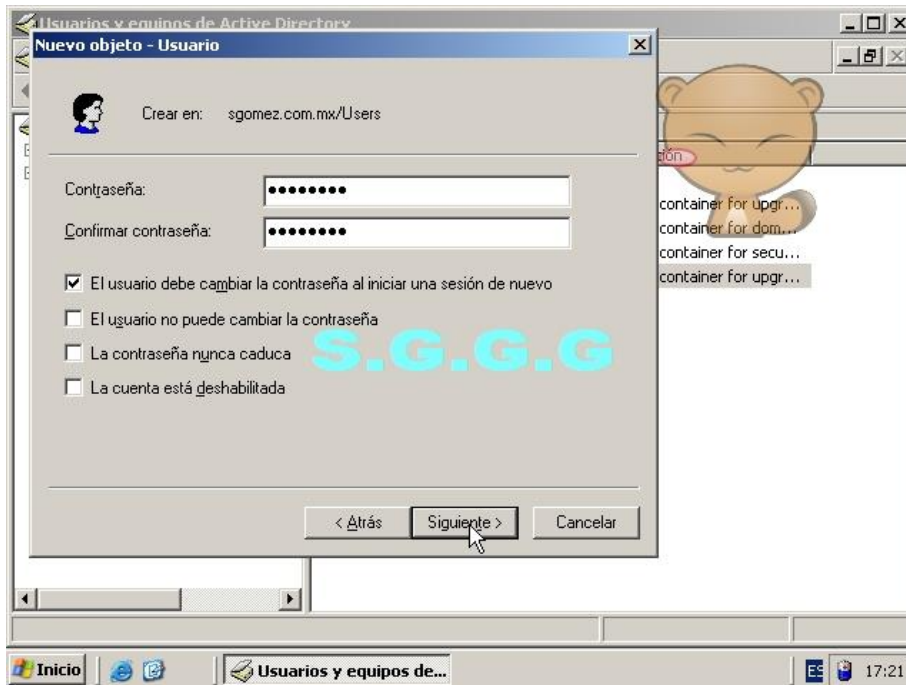 Usuarios y equipos de Active Directory
Nuevo objeto - Usuario
Crear en: sgomez.com.mx/Users
ción
Contraseña: ●●●●●●●●
container for upgr...
Confirmar contraseña: ●●●●●●●●
container for dom...
container for secu...
El usuario debe cambiar la contraseña al iniciar una sesión de nuevo
container for upgr...
El usuario no puede cambiar la contraseña
La contraseña nunca caduca
S.G.G.G
La cuenta está deshabilitada
< Atrás
Siguiente >
Cancelar
Inicio
Usuarios y equipos de...
ES
17:21